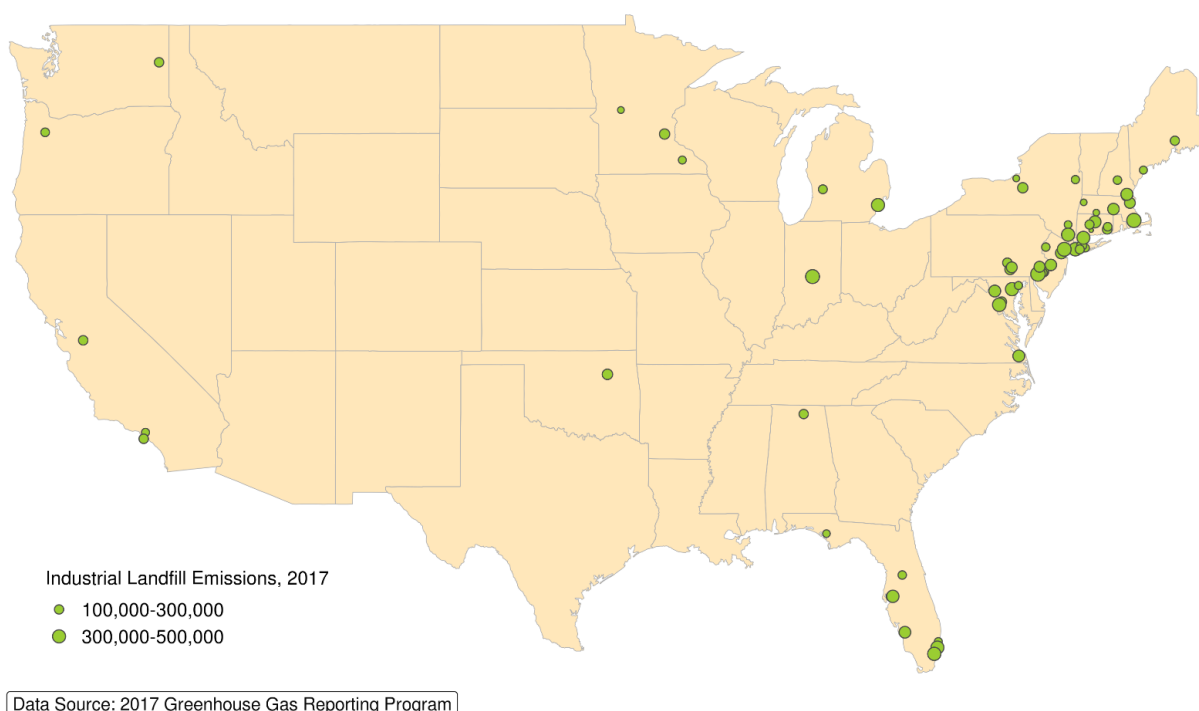 Industrial Landfill Emissions, 2017
100,000-300,000
300,000-500,000
Data Source: 2017 Greenhouse Gas Reporting Program